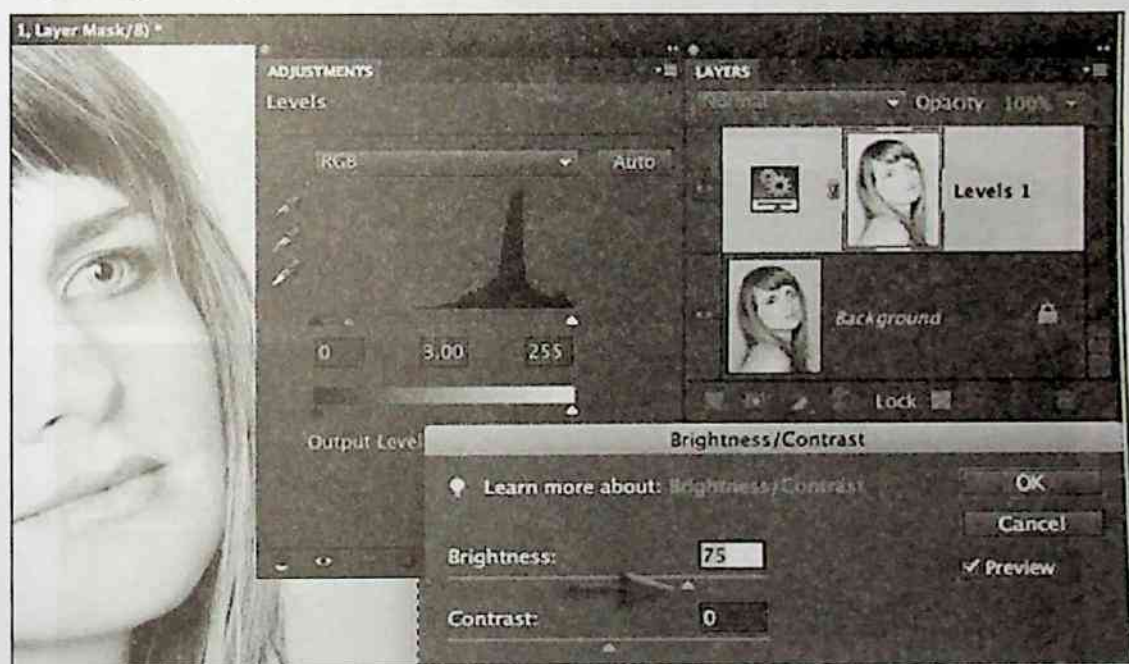 1, Layer Mask/8) *
ADJUSTMENTS
Levels
RGB
Auto
0
3.00
255
Output Level
LAYERS
Normal
Opacity: 100%
Levels 1
Background
Lock
Brightness/Contrast
Learn more about: Brightness/Contrast
OK
Cancel
Brightness:
75
Preview
Contrast:
0